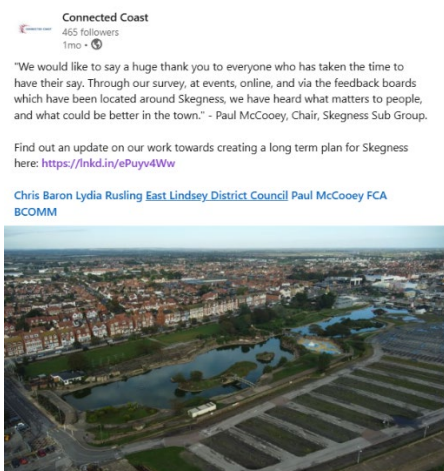 Connected Coast
CONNECTED COAST
465 followers
1mo •
"We would like to say a huge thank you to everyone who has taken the time to
have their say. Through our survey, at events, online, and via the feedback boards
which have been located around Skegness, we have heard what matters to people,
and what could be better in the town." - Paul McCooey, Chair, Skegness Sub Group.
Find out an update on our work towards creating a long term plan for Skegness
here: https://lnkd.in/ePuyv4Ww
Chris Baron Lydia Rusling East Lindsey District Council Paul McCooey FCA
BCOMM